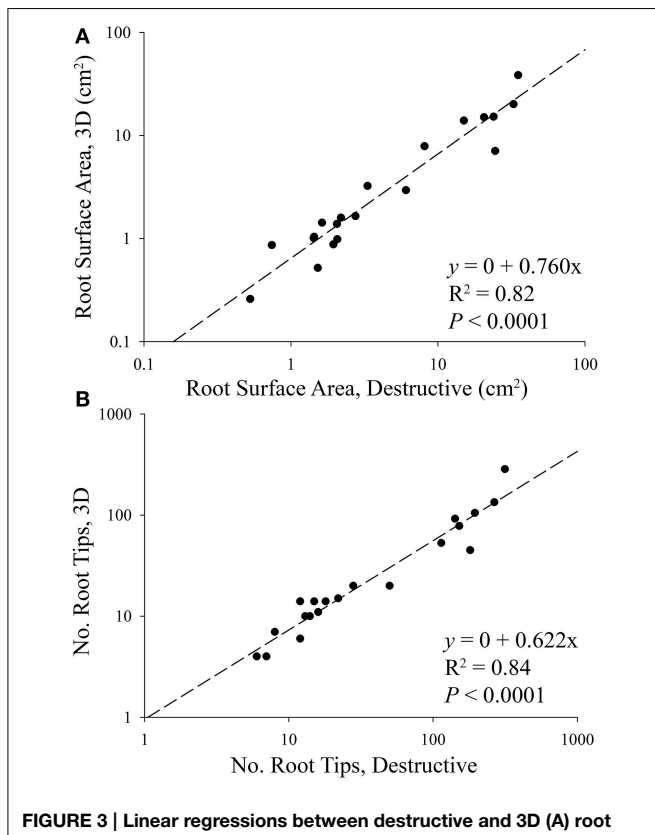 A
100
10
1
0.1
Root Surface Area, 3D (cm²)
y = 0 + 0.760x
R² = 0.82
P < 0.0001
0.1 1 10 100
Root Surface Area, Destructive (cm²)
B
1000
100
10
1
No. Root Tips, 3D
y = 0 + 0.622x
R² = 0.84
P < 0.0001
1 10 100 1000
No. Root Tips, Destructive
FIGURE 3 | Linear regressions between destructive and 3D (A) root